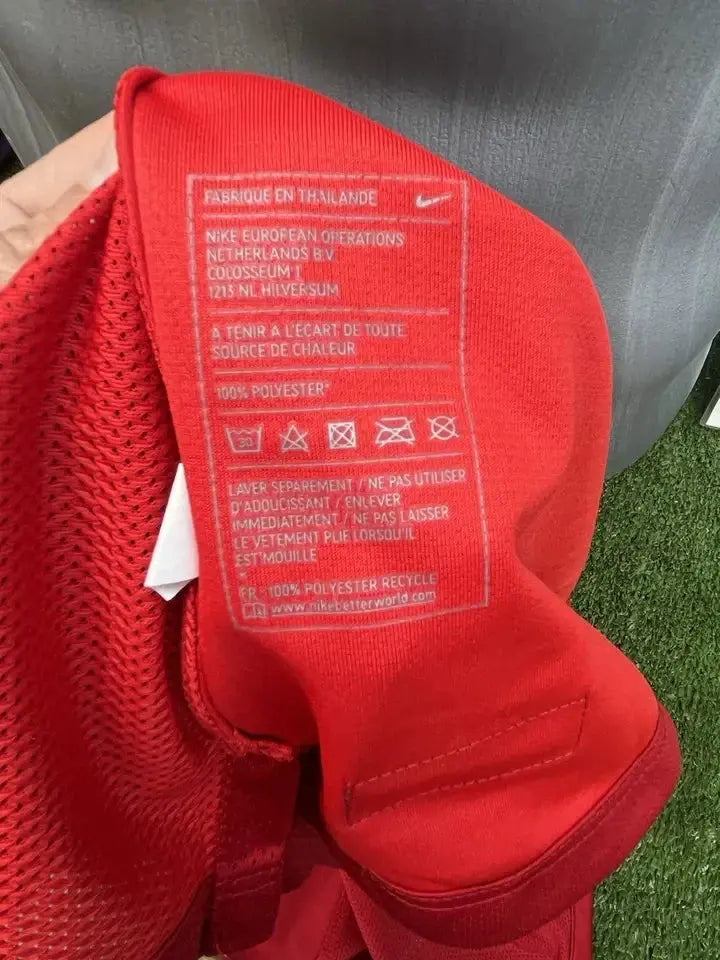 FABRIQUE EN THAILANDE
NIKE EUROPEAN OPERATIONS
NETHERLANDS B.V
COLOSSEUM 1
1213 NL HILVERSUM
A TENIR A L'ECART DE TOUTE
SOURCE DE CHALEUR
100% POLYESTER*
30
LAVER SEPAREMENT / NE PAS UTILISER
D'ADOUCISSANT / ENLEVER
IMMEDIATEMENT / NE PAS LAISSER
LE VETEMENT PLIE LORSQU'IL
EST MOUILLE
*
FR - 100% POLYESTER RECYCLE
www.nikebetterworld.com